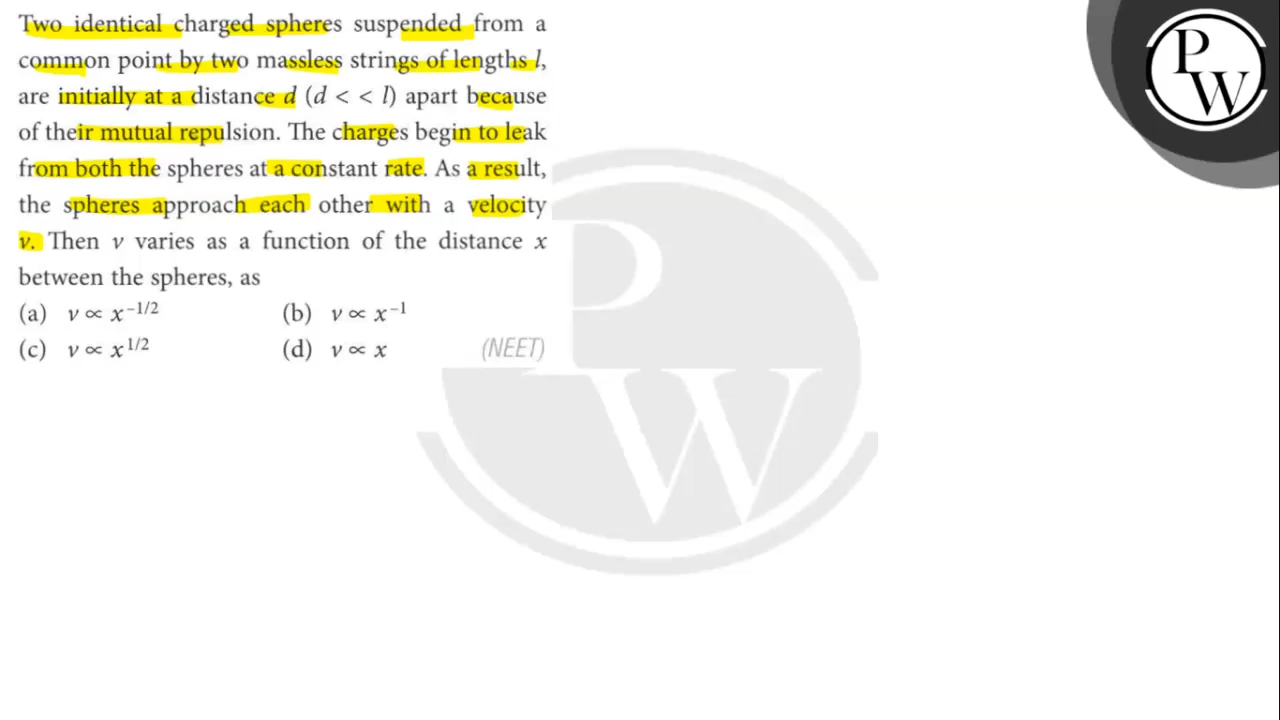 Two identical charged spheres suspended from a
common point by two massless strings of lengths l,
are initially at a distance d (d < < l) apart because
of their mutual repulsion. The charges begin to leak
from both the spheres at a constant rate. As a result,
the spheres approach each other with a velocity
v. Then v varies as a function of the distance x
between the spheres, as
(a) v ∝ x⁻¹/² (b) v ∝ x⁻¹
(c) v ∝ x¹/² (d) v ∝ x (NEET)
P
W
P
W